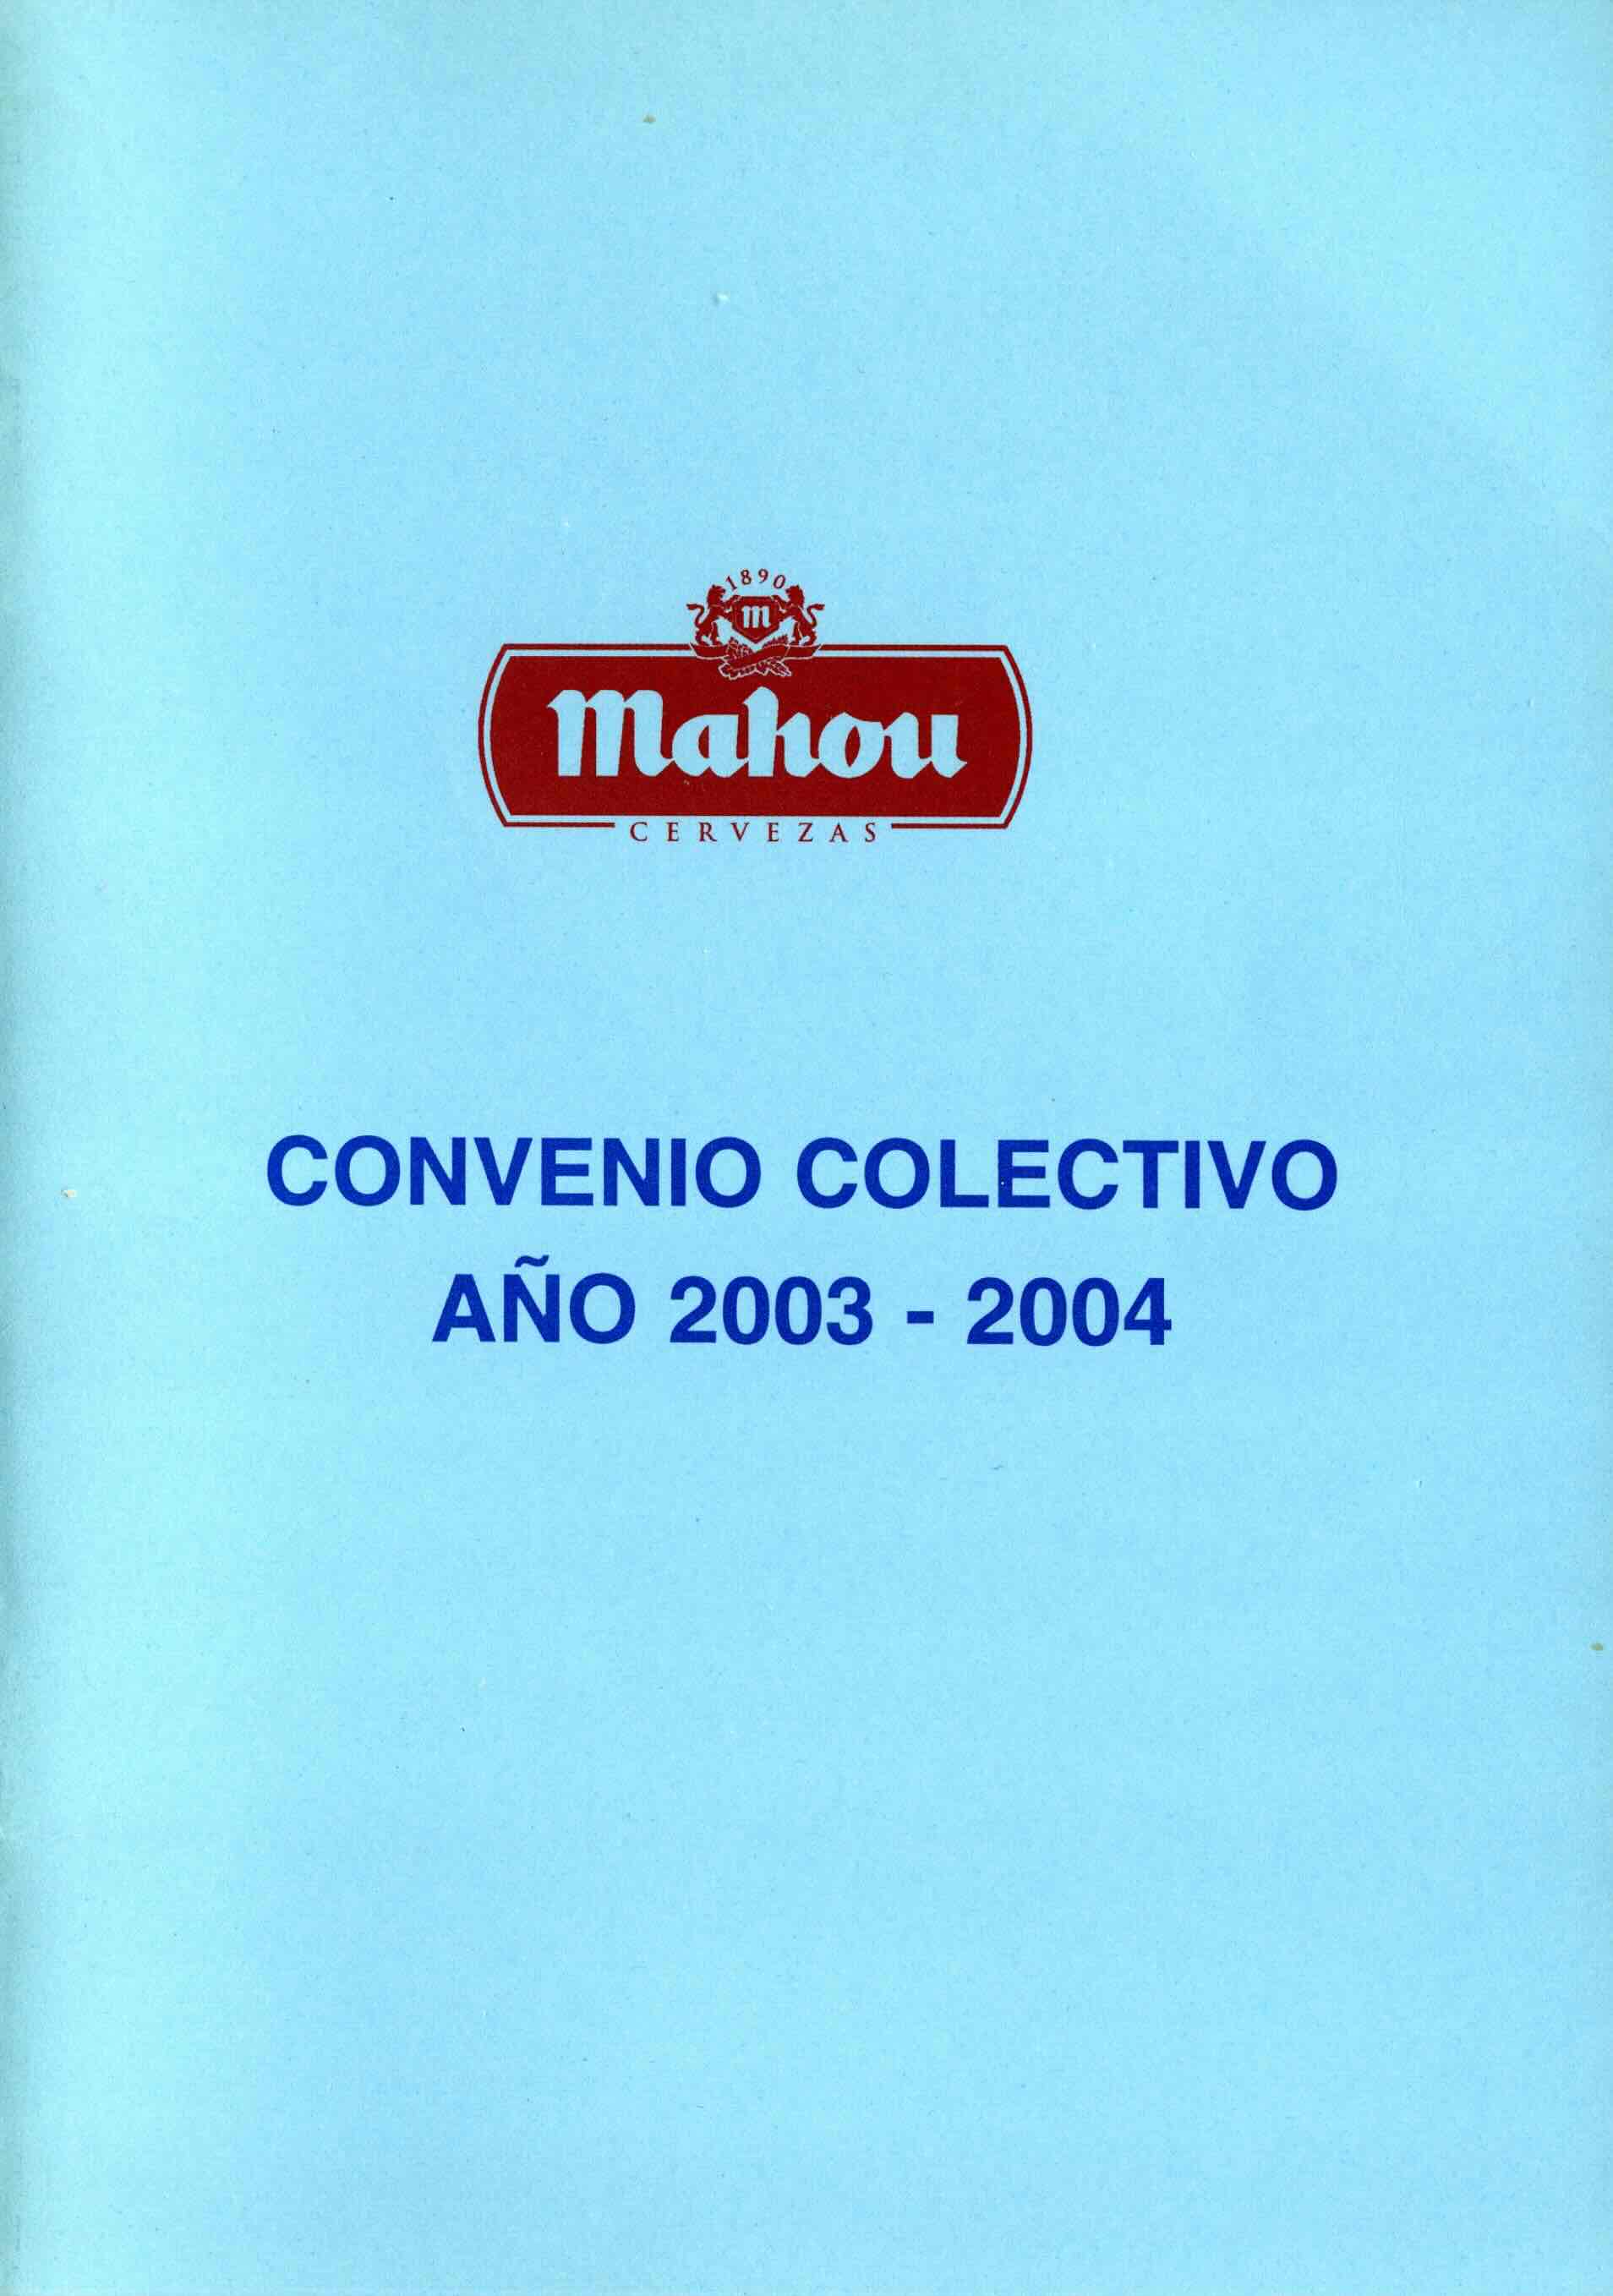 1890
m
Mahou
CERVEZAS
CONVENIO COLECTIVO
AÑO 2003 - 2004